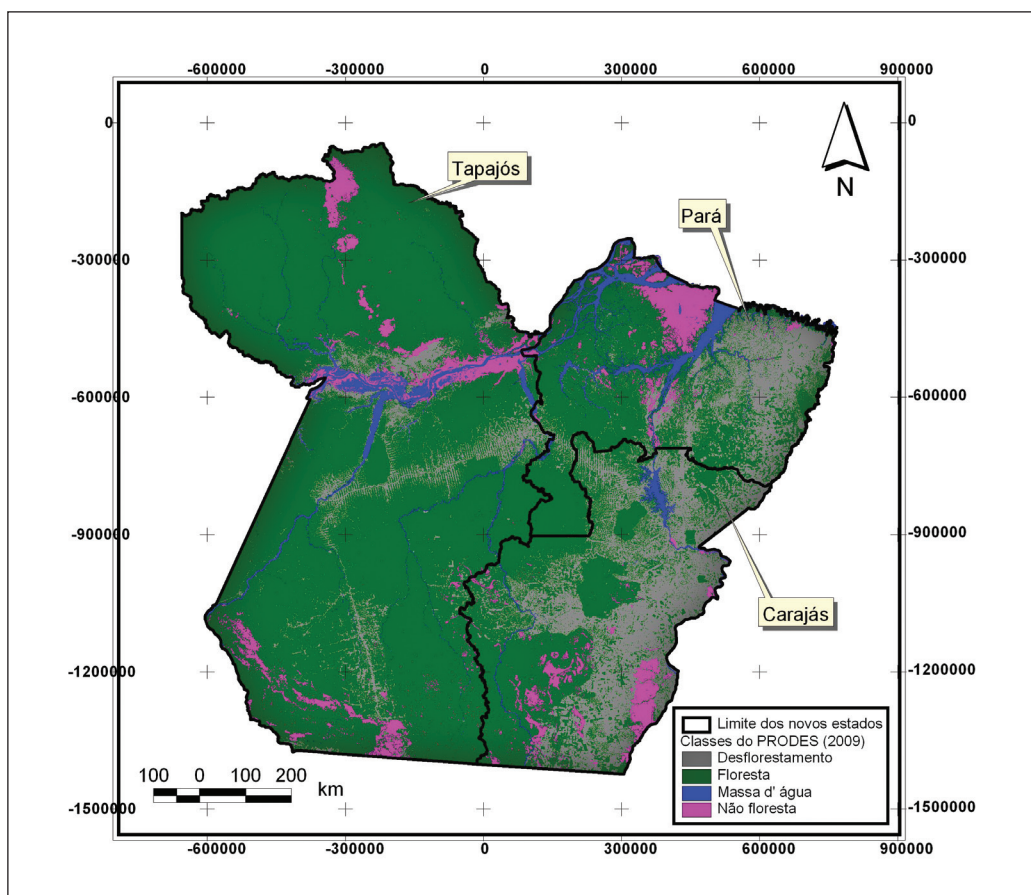 -600000 -300000 0 300000 600000 900000
0 0
N
Tapajós
Pará
-300000 -300000
-600000 -600000
-900000 -900000
Carajás
-1200000 -1200000
Limite dos novos estados
Classes do PRODES (2009)
Desflorestamento
Floresta
Massa d' água
Não floresta
100 0 100 200
km
-1500000 -1500000
-600000 -300000 0 300000 600000 900000